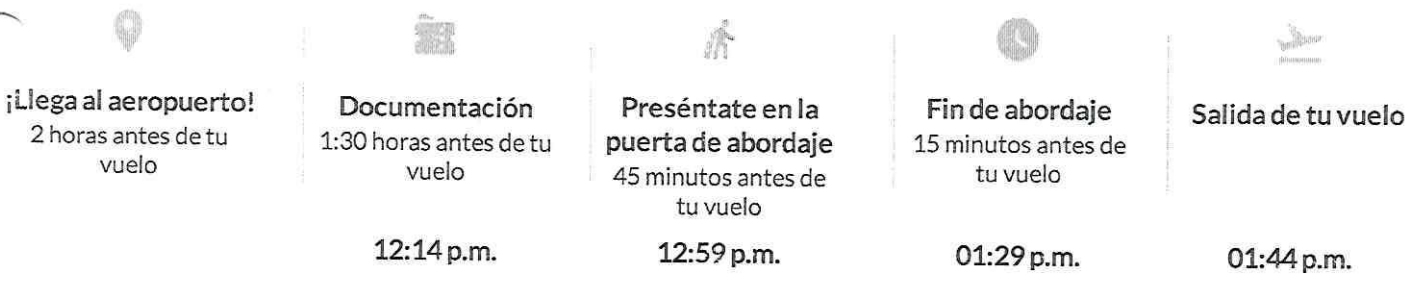 ¡Llega al aeropuerto!
2 horas antes de tu
vuelo
Documentación
1:30 horas antes de tu
vuelo
12:14 p.m.
Preséntate en la
puerta de abordaje
45 minutos antes de
tu vuelo
12:59 p.m.
Fin de abordaje
15 minutos antes de
tu vuelo
01:29 p.m.
Salida de tu vuelo
01:44 p.m.